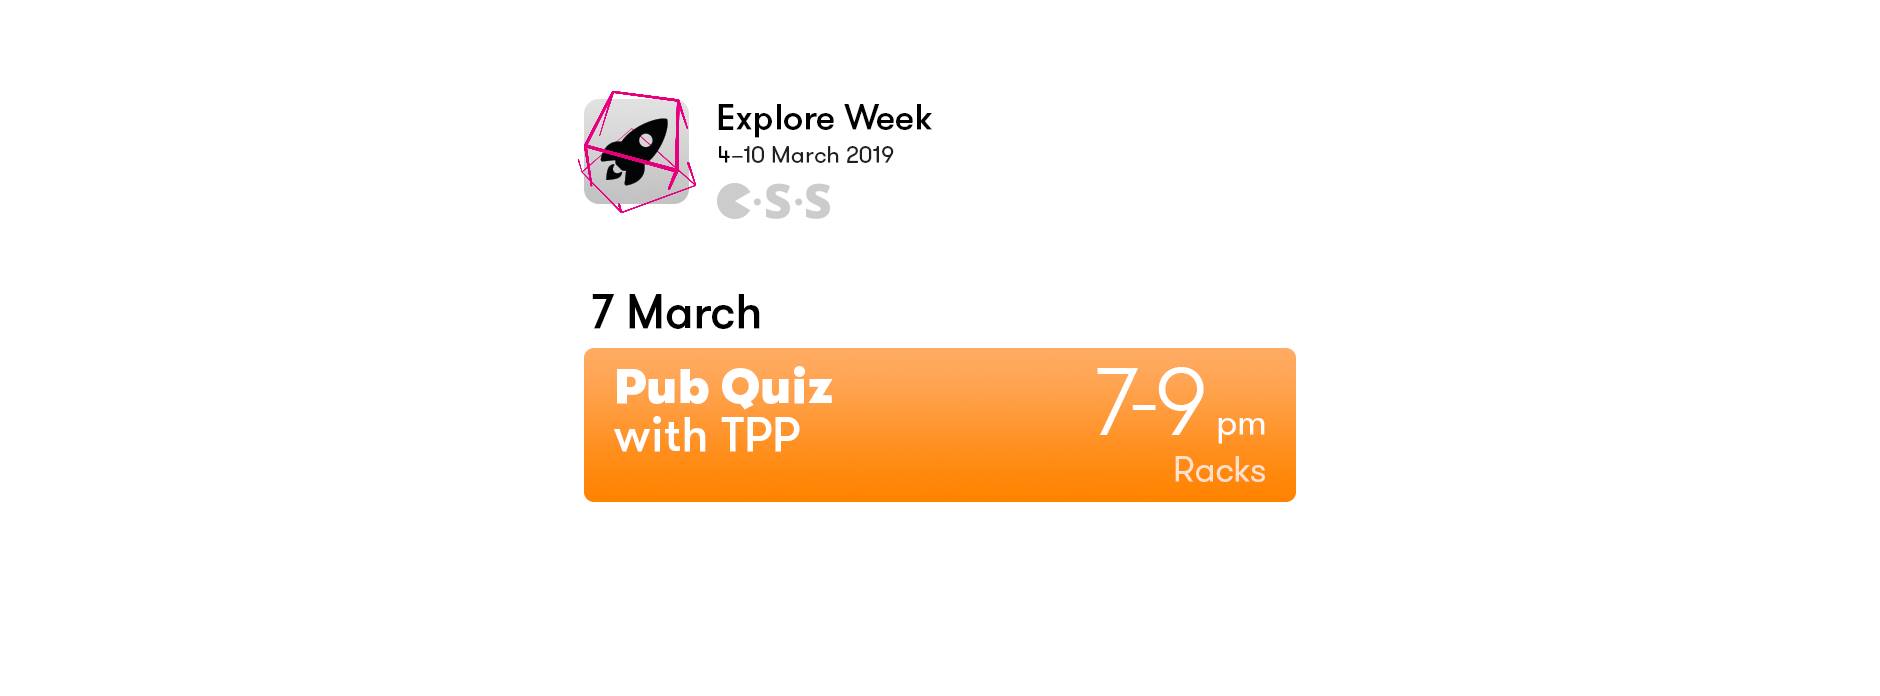 Explore Week
4–10 March 2019
C·S·S
7 March
Pub Quiz
with TPP
7-9 pm
Racks